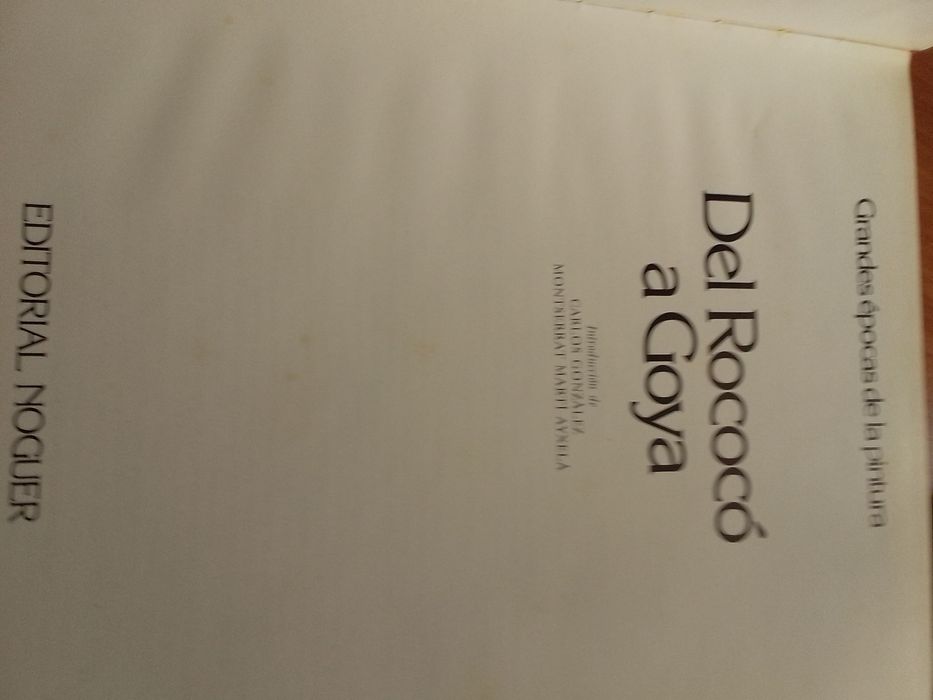 Grandes épocas de la pintura
Del Rococó
a Goya
Introducción de
CARLOS GONZÁLEZ
MONTSERRAT MARTÍ AYXELÀ
EDITORIAL NOGUER